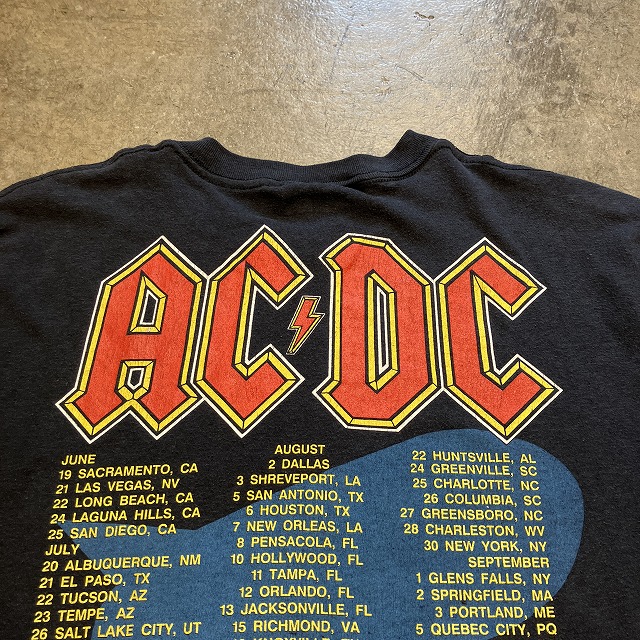 AC DC
JUNE
19 SACRAMENTO, CA
21 LAS VEGAS, NV
22 LONG BEACH, CA
24 LAGUNA HILLS, CA
25 SAN DIEGO, CA
JULY
20 ALBUQUERQUE, NM
21 EL PASO, TX
22 TUCSON, AZ
23 TEMPE, AZ
26 SALT LAKE CITY, UT
AUGUST
2 DALLAS
3 SHREVEPORT, LA
5 SAN ANTONIO, TX
6 HOUSTON, TX
7 NEW ORLEAS, LA
8 PENSACOLA, FL
10 HOLLYWOOD, FL
11 TAMPA, FL
12 ORLANDO, FL
13 JACKSONVILLE, FL
15 RICHMOND, VA
22 HUNTSVILLE, AL
24 GREENVILLE, SC
25 CHARLOTTE, NC
26 COLUMBIA, SC
27 GREENSBORO, NC
28 CHARLESTON, WV
30 NEW YORK, NY
SEPTEMBER
1 GLENS FALLS, NY
2 SPRINGFIELD, MA
3 PORTLAND, ME
5 QUEBEC CITY, PQ